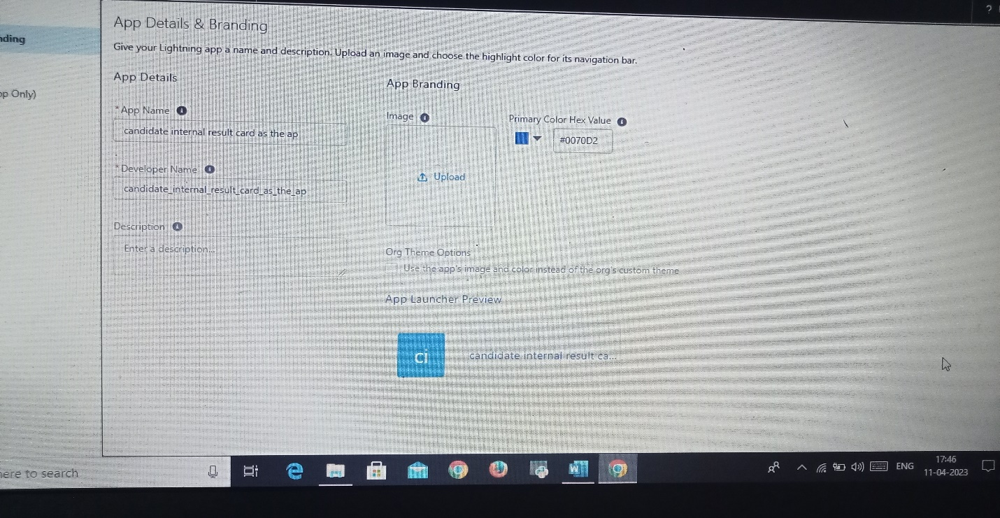 ?
App Details & Branding
Give your Lightning app a name and description. Upload an image and choose the highlight color for its navigation bar.
App Details
App Branding
*App Name
candidate internal result card as the ap
*Developer Name
candidate_internal_result_card_as_the_ap
Description
Enter a description...
Image
Upload
Primary Color Hex Value
#0070D2
Org Theme Options
Use the app's image and color instead of the org's custom theme
App Launcher Preview
ci
candidate internal result ca...
Only)
to search
W
ENG
17:46
11-04-2023